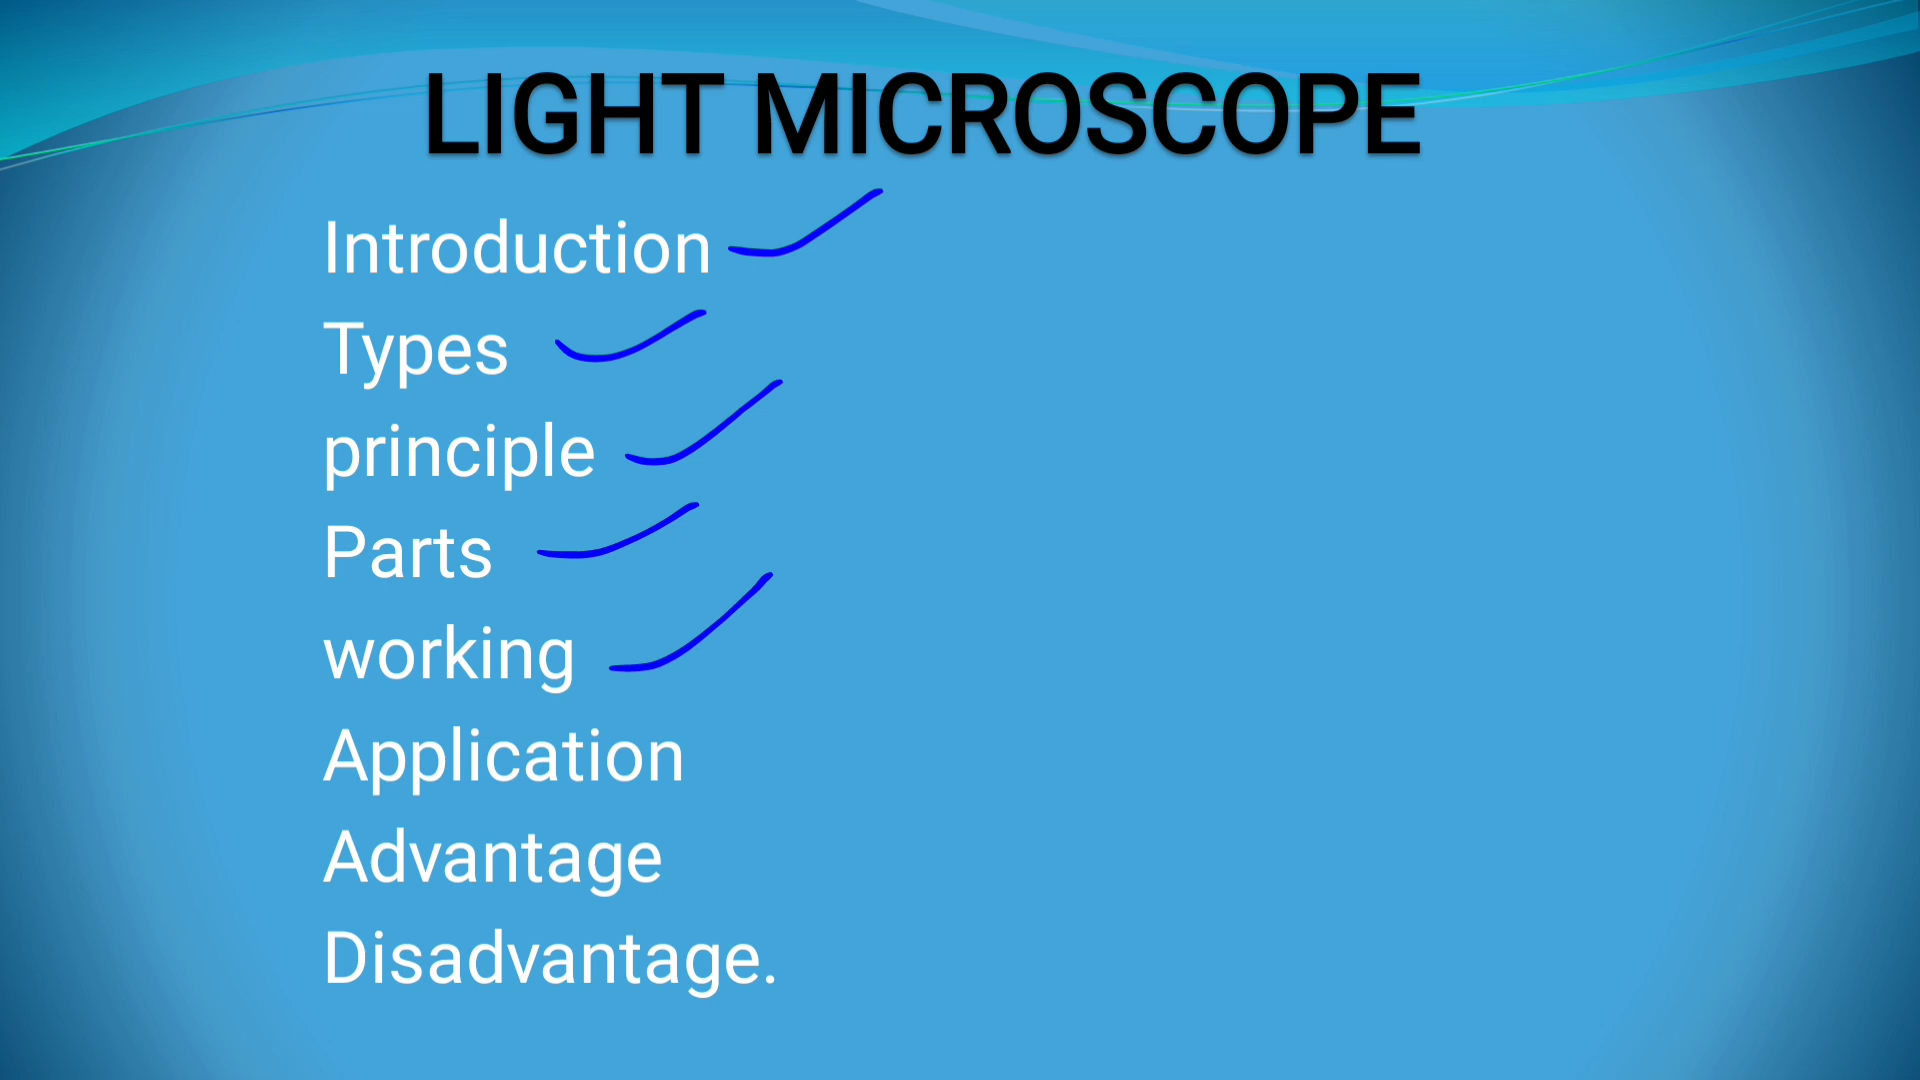 LIGHT MICROSCOPE
Introduction
Types
principle
Parts
working
Application
Advantage
Disadvantage.